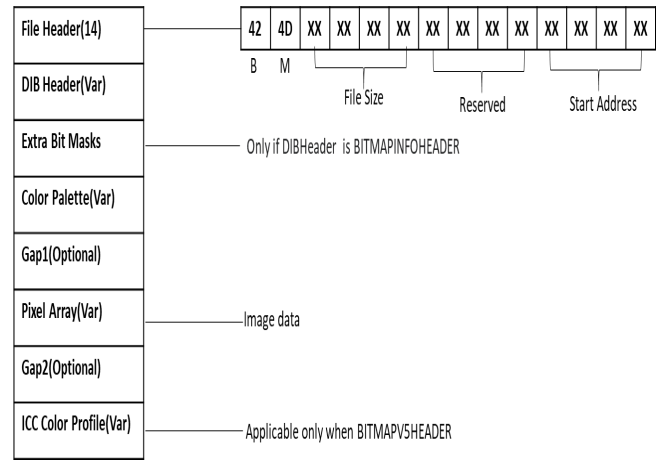 File Header(14)
42 4D XX XX XX XX XX XX XX XX XX XX XX XX
B M
File Size
Reserved
Start Address
DIB Header(Var)
Extra Bit Masks
Only if DIBHeader is BITMAPINFOHEADER
Color Palette(Var)
Gap1(Optional)
Pixel Array(Var)
Image data
Gap2(Optional)
ICC Color Profile(Var)
Applicable only when BITMAPV5HEADER